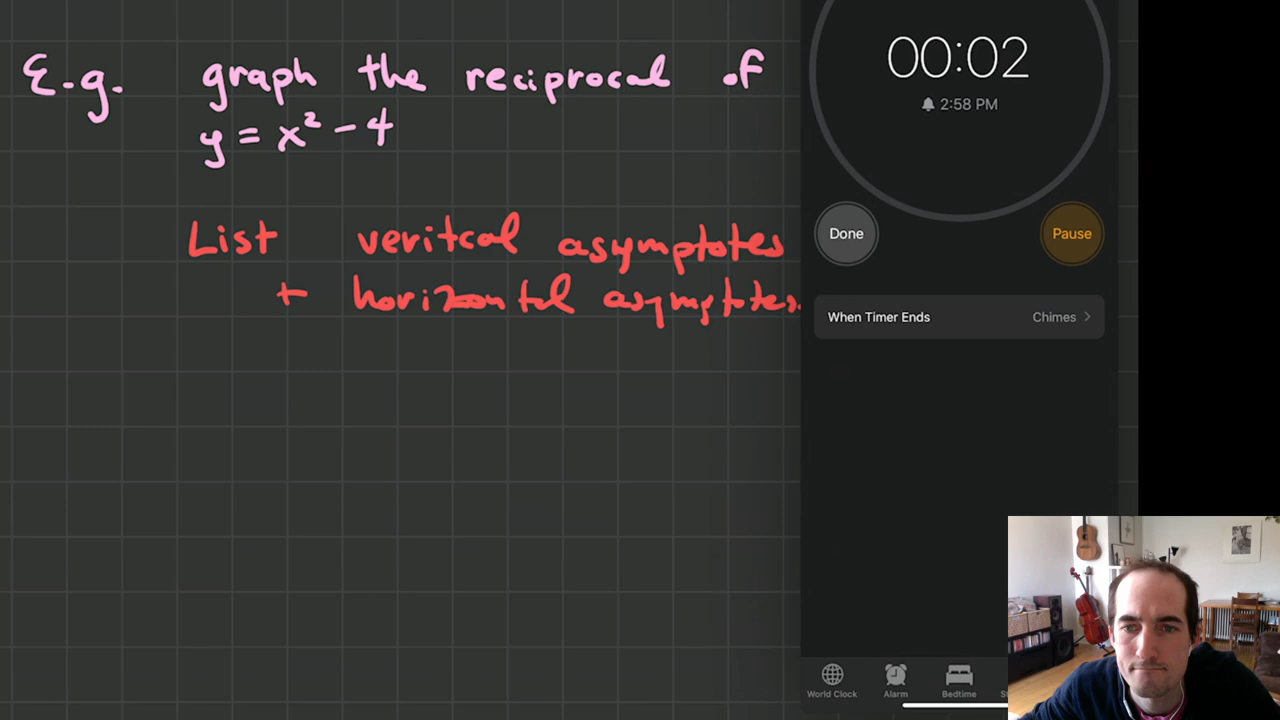 E.g. graph the reciprocal of
y = x² - 4
List veritcal asymptotes
+ horizontal asymptotes.
00:02
2:58 PM
Done
Pause
When Timer Ends Chimes
World Clock Alarm Bedtime